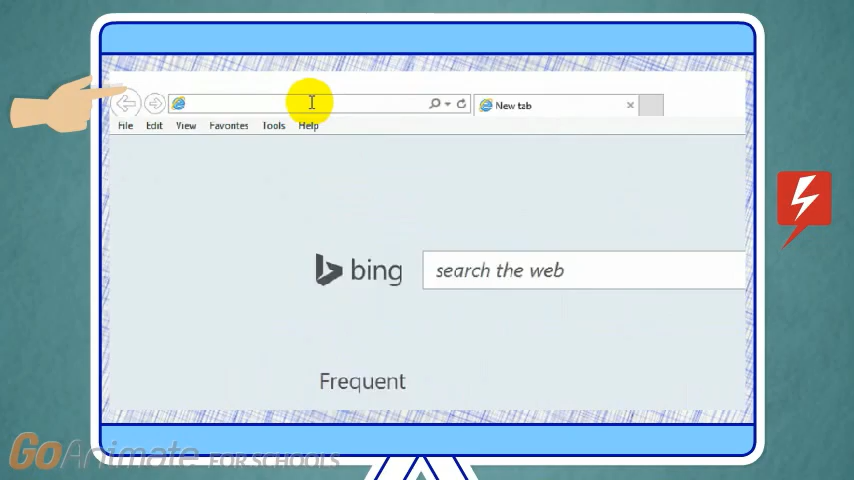 New tab
File Edit View Favorites Tools Help
bing
search the web
Frequent
GoAnimate FOR SCHOOLS